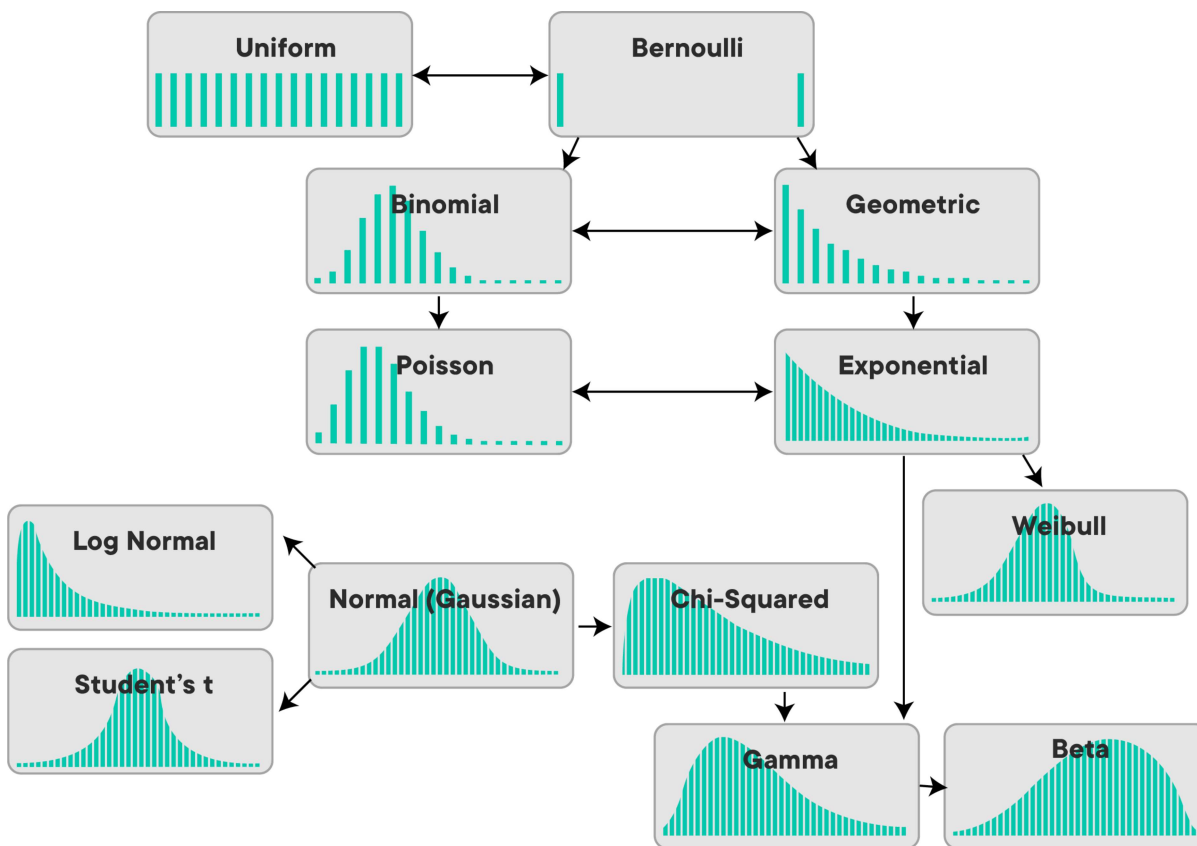 Uniform
Bernoulli
Binomial
Geometric
Poisson
Exponential
Log Normal
Weibull
Normal (Gaussian)
Chi-Squared
Student’s t
Gamma
Beta